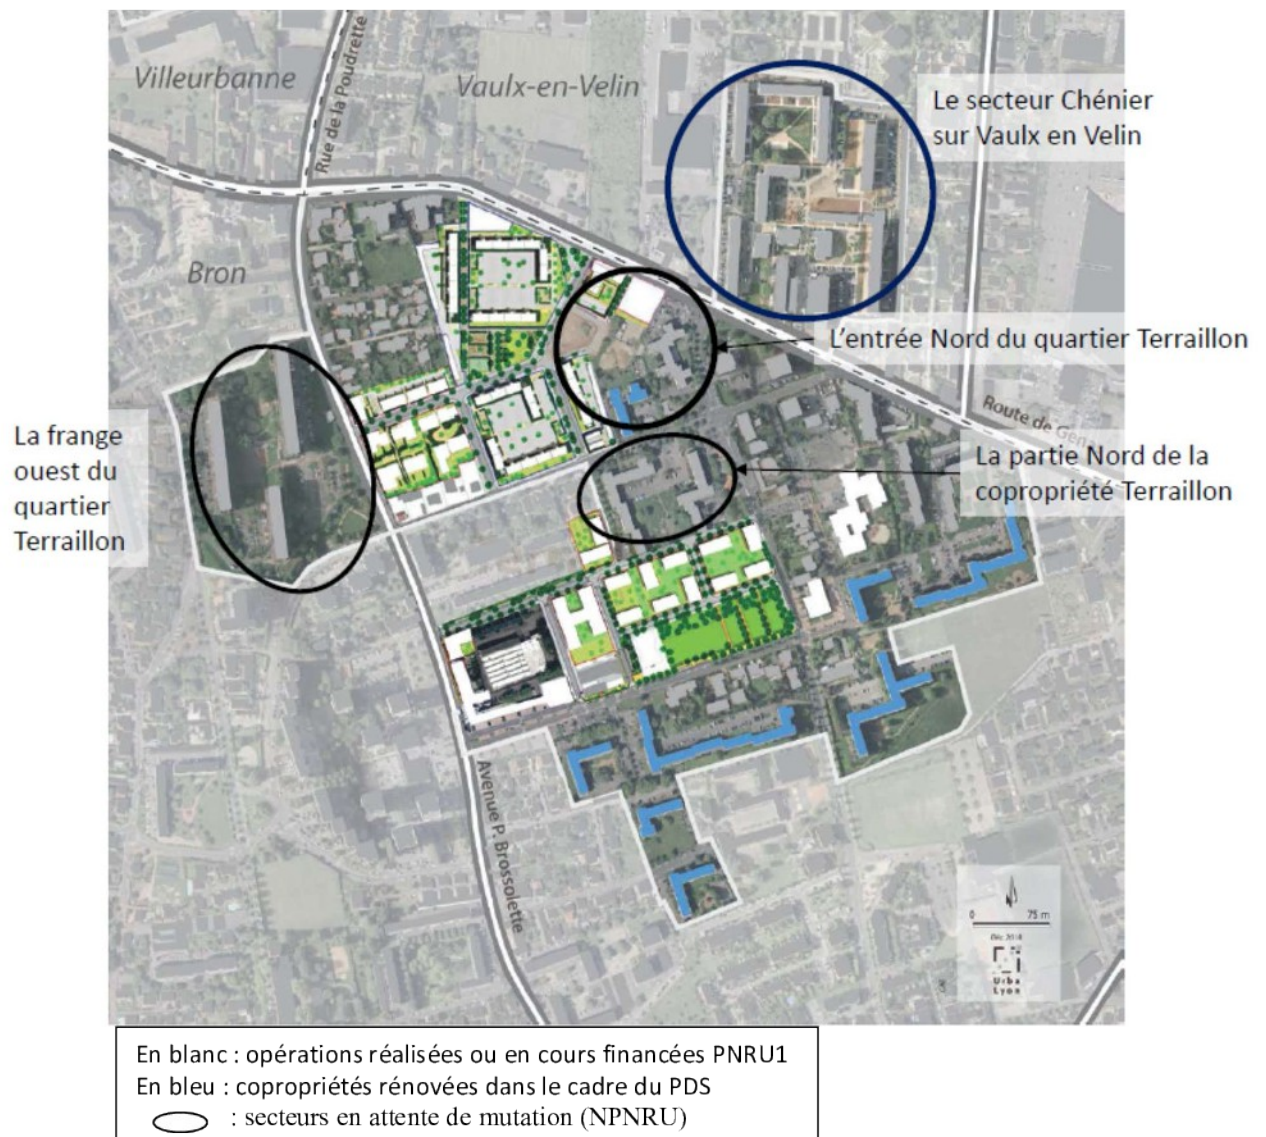 Villeurbanne
Rue de la Poudrette
Vaulx-en-Velin
Le secteur Chénier
sur Vaulx en Velin
Bron
L'entrée Nord du quartier Terraillon
Route de Gen
La frange
ouest du
quartier
Terraillon
La partie Nord de la
copropriété Terraillon
Avenue P. Brossolette
0 75 m
Déc 2018
Urba
Lyon
En blanc : opérations réalisées ou en cours financées PNRU1
En bleu : copropriétés rénovées dans le cadre du PDS
: secteurs en attente de mutation (NPNRU)